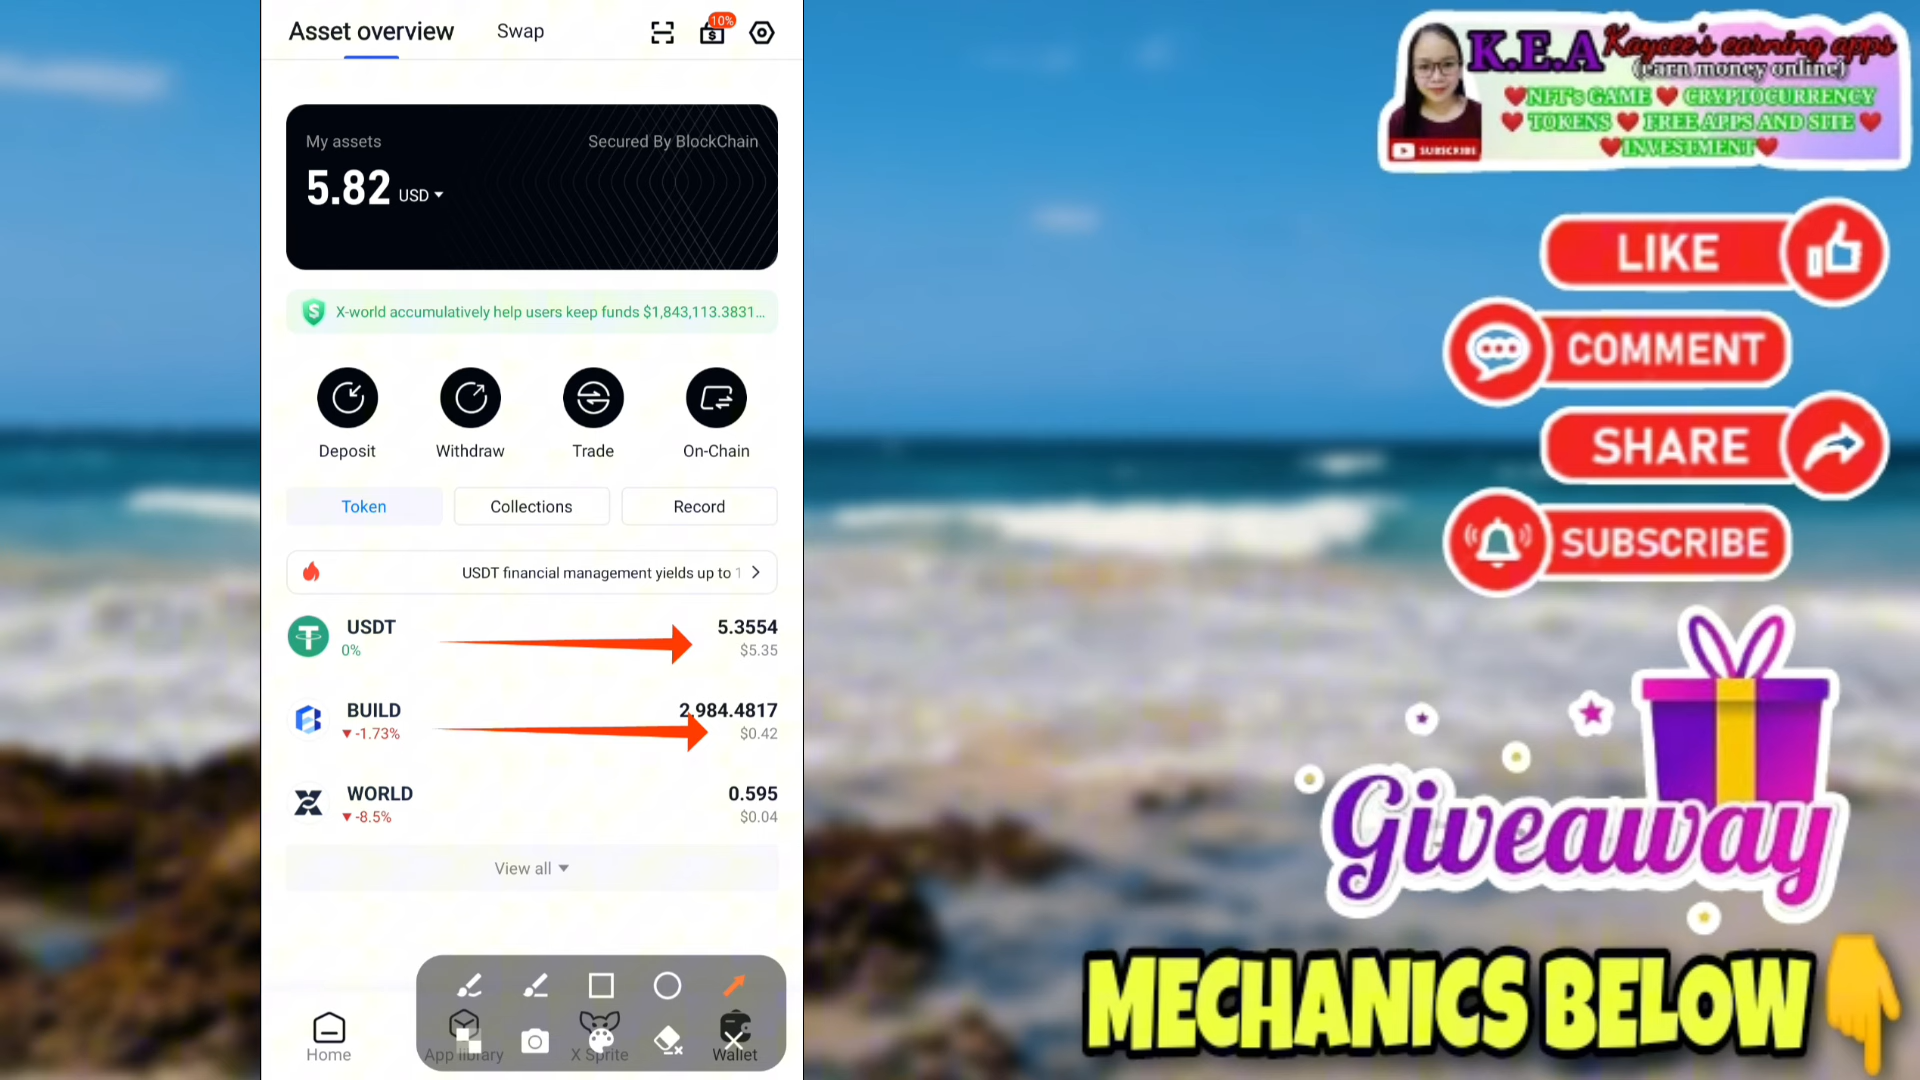 Asset overview
Swap
10%
My assets
Secured By BlockChain
5.82 USD
X-world accumulatively help users keep funds $1,843,113.3831...
Deposit
Withdraw
Trade
On-Chain
Token
Collections
Record
USDT financial management yields up to 1
USDT
5.3554
0%
$5.35
BUILD
2,984.4817
-1.73%
$0.42
WORLD
0.595
-8.5%
$0.04
View all
Home
App library
X Sprite
Wallet
K.E.A Kaycee's earning apps
(earn money online)
NFT's GAME CRYPTOCURRENCY
TOKENS FREE APPS AND SITE
INVESTMENT
SUBSCRIBE
LIKE
COMMENT
SHARE
SUBSCRIBE
Giveaway
MECHANICS BELOW